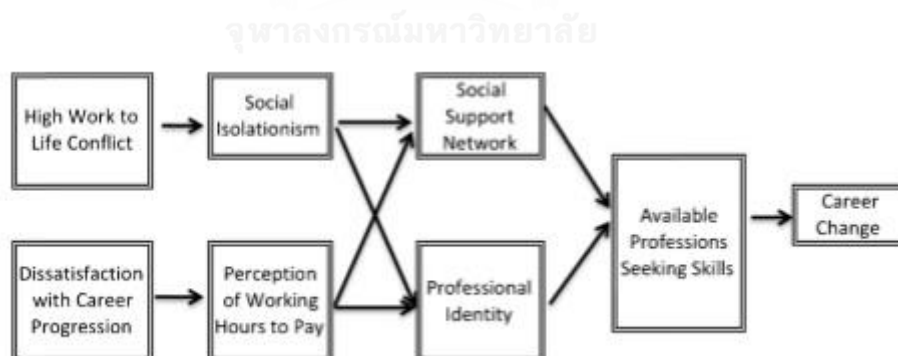 จุฬาลงกรณ์มหาวิทยาลัย
High Work to
Life Conflict
Social
Isolationism
Social
Support
Network
Available
Professions
Seeking Skills
Career
Change
Dissatisfaction
with Career
Progression
Perception
of Working
Hours to Pay
Professional
Identity